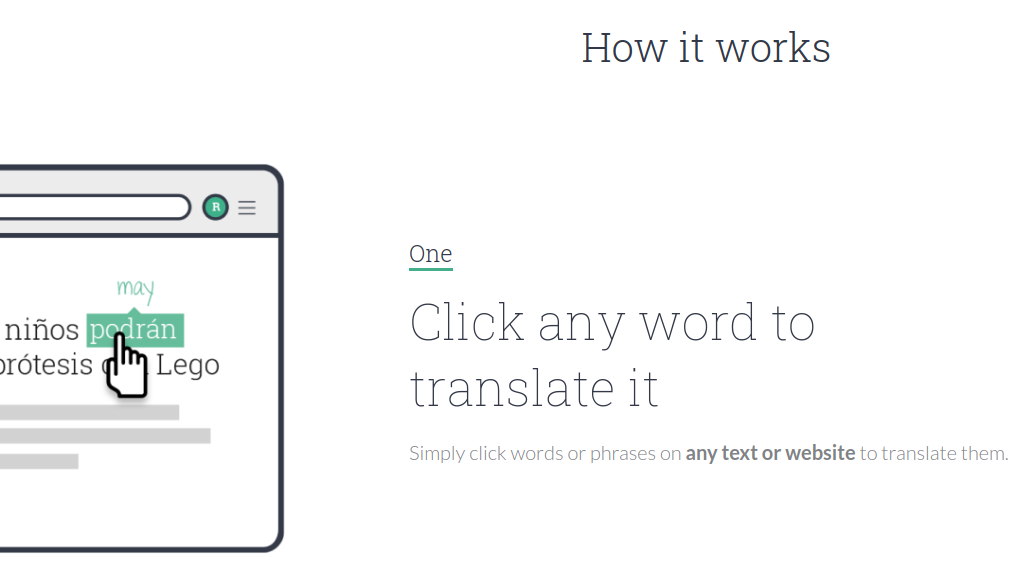 How it works
R
may
niños podrán
prótesis Lego
One
Click any word to
translate it
Simply click words or phrases on any text or website to translate them.